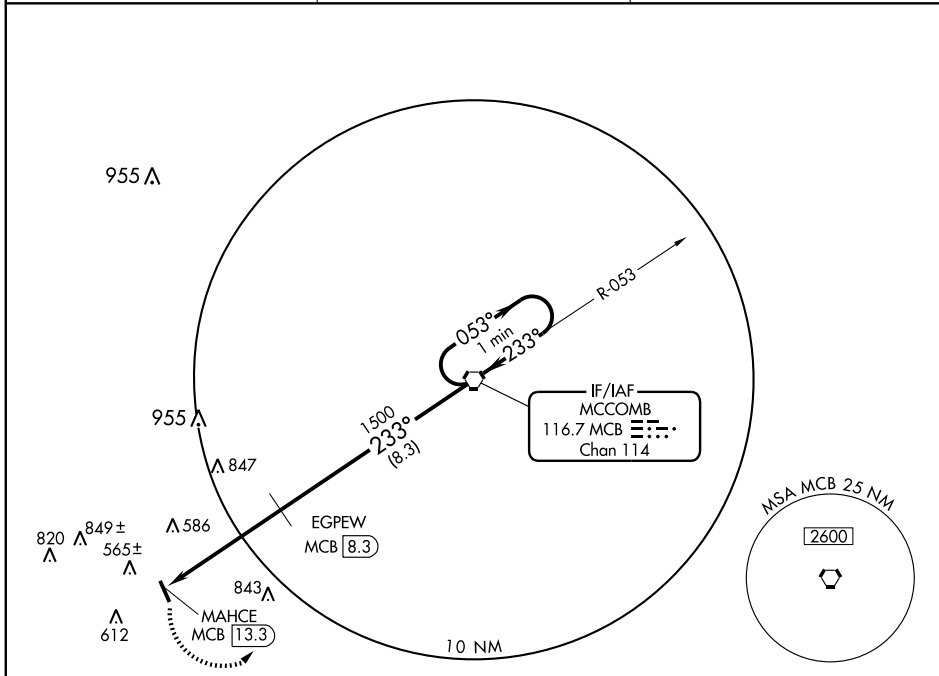 955
R-053
053°
1 min
233°
IF/IAF
MCCOMB
116.7 MCB
Chan 114
1500
233°
(8.3)
955
847
EGPEW
MCB 8.3
586
849±
820
565±
843
MAHCE
MCB 13.3
612
10 NM
MSA MCB 25 NM
2600